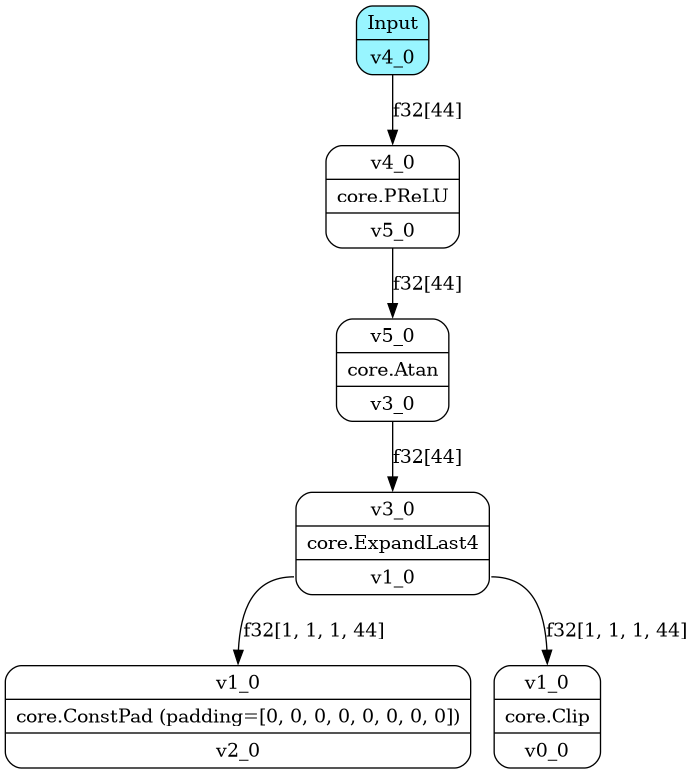 Input
v4_0
f32[44]
v4_0
core.PReLU
v5_0
f32[44]
v5_0
core.Atan
v3_0
f32[44]
v3_0
core.ExpandLast4
v1_0
f32[1, 1, 1, 44]
f32[1, 1, 1, 44]
v1_0
core.ConstPad (padding=[0, 0, 0, 0, 0, 0, 0, 0])
v2_0
v1_0
core.Clip
v0_0